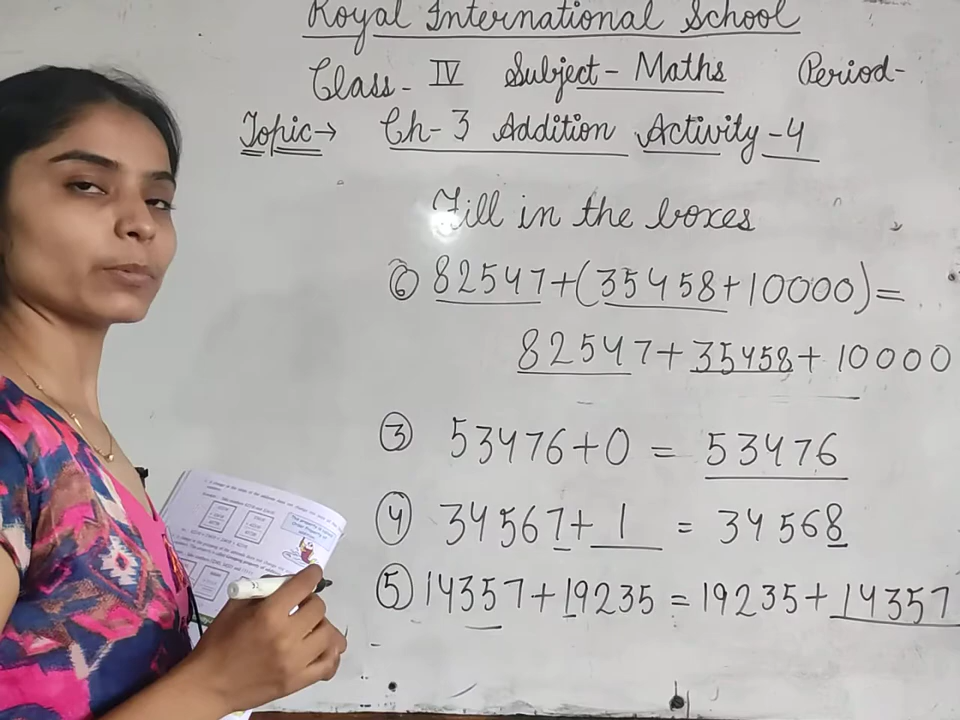 Royal International School
Class- IV Subject- Maths Period-
Topic→ Ch-3 Addition Activity-4
Fill in the boxes
⑥ 82547+(35458+10000)=
82547+35458+10000
③ 53476+0 = 53476
④ 34567+ 1 = 34568
⑤ 14357+19235 = 19235+14357